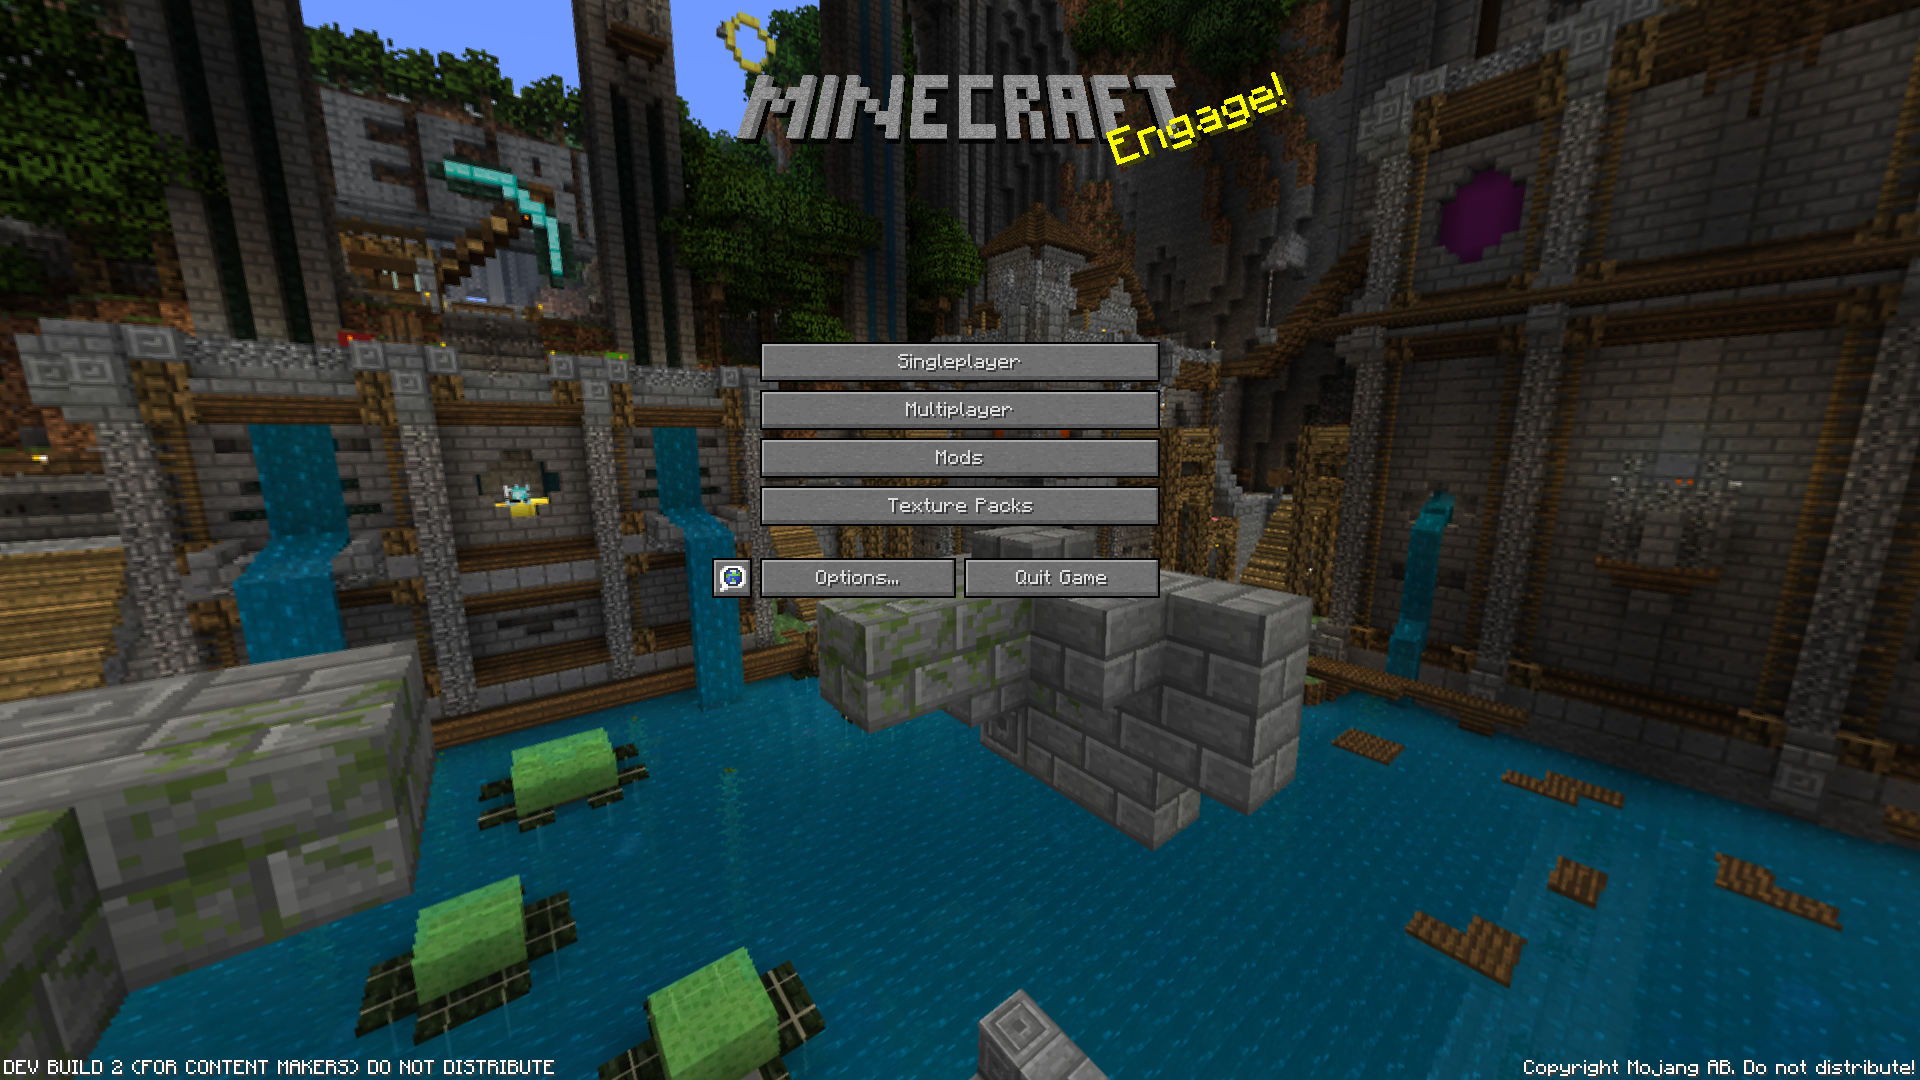 MINECRAFT
Engage!
Singleplayer
Multiplayer
Mods
Texture Packs
Options...
Quit Game
DEV BUILD 2 (FOR CONTENT MAKERS) DO NOT DISTRIBUTE
Copyright Mojang AB. Do not distribute!